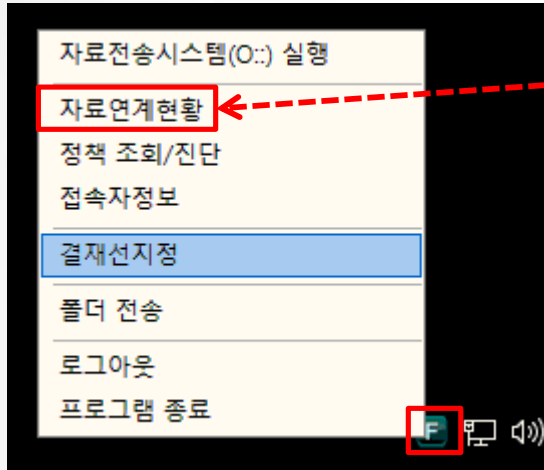 자료전송시스템(O::) 실행
자료연계현황
정책 조회/진단
접속자정보
결재선지정
폴더 전송
로그아웃
프로그램 종료
F